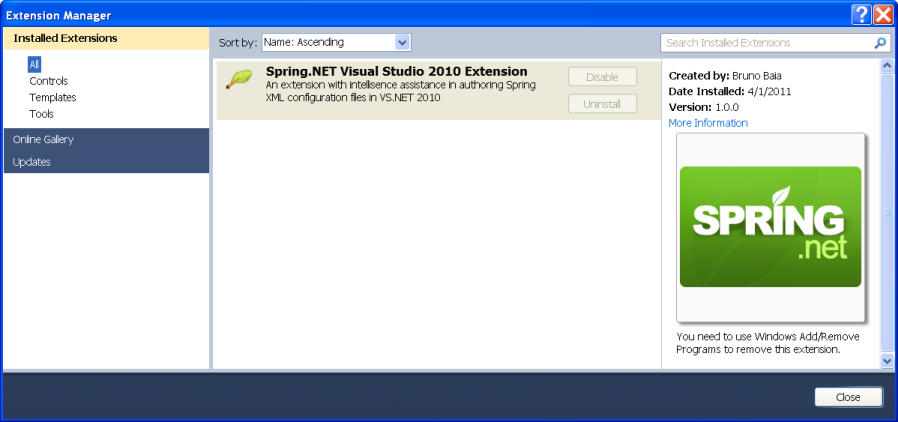 Extension Manager
Installed Extensions
All
Controls
Templates
Tools
Online Gallery
Updates
Sort by: Name: Ascending
Search Installed Extensions
Spring.NET Visual Studio 2010 Extension
An extension with intellisence assistance in authoring Spring
XML configuration files in VS.NET 2010
Disable
Uninstall
Created by: Bruno Baia
Date Installed: 4/1/2011
Version: 1.0.0
More Information
SPRING
.net
You need to use Windows Add/Remove
Programs to remove this extension.
Close